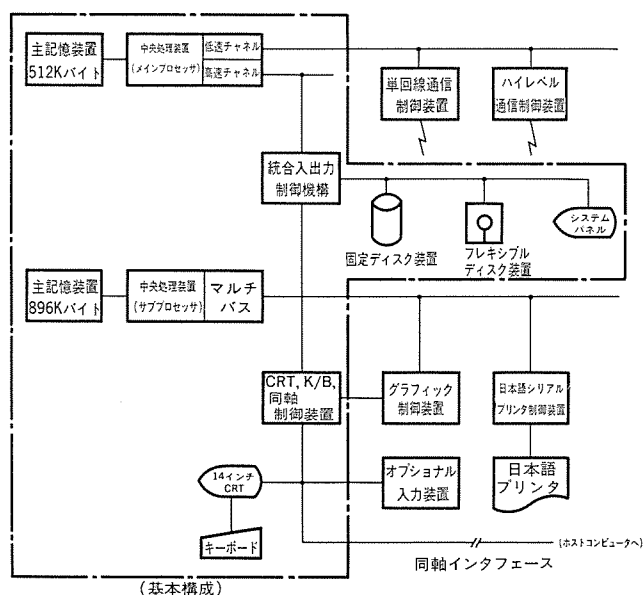 主記憶装置
512Kバイト
中央処理装置
(メインプロセッサ)
低速チャネル
高速チャネル
単回線通信
制御装置
ハイレベル
通信制御装置
統合入出力
制御機構
固定ディスク装置
フレキシブル
ディスク装置
システム
パネル
主記憶装置
896Kバイト
中央処理装置
(サブプロセッサ)
マルチ
バス
CRT, K/B,
同軸
制御装置
グラフィック
制御装置
日本語シリアル
プリンタ制御装置
14インチ
CRT
オプショナル
入力装置
日本語
プリンタ
キーボード
(ホストコンピュータへ)
同軸インタフェース
(基本構成)